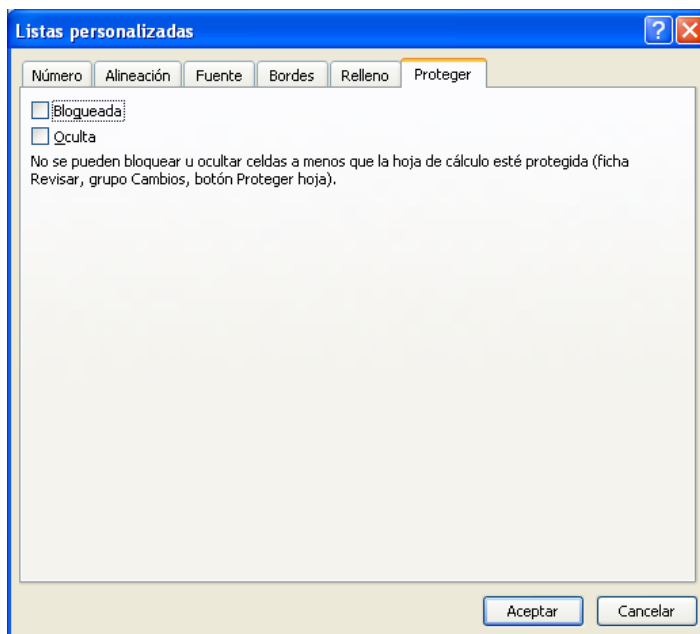 Listas personalizadas
Número Alineación Fuente Bordes Relleno Proteger
Bloqueada
Oculta
No se pueden bloquear u ocultar celdas a menos que la hoja de cálculo esté protegida (ficha
Revisar, grupo Cambios, botón Proteger hoja).
Aceptar Cancelar